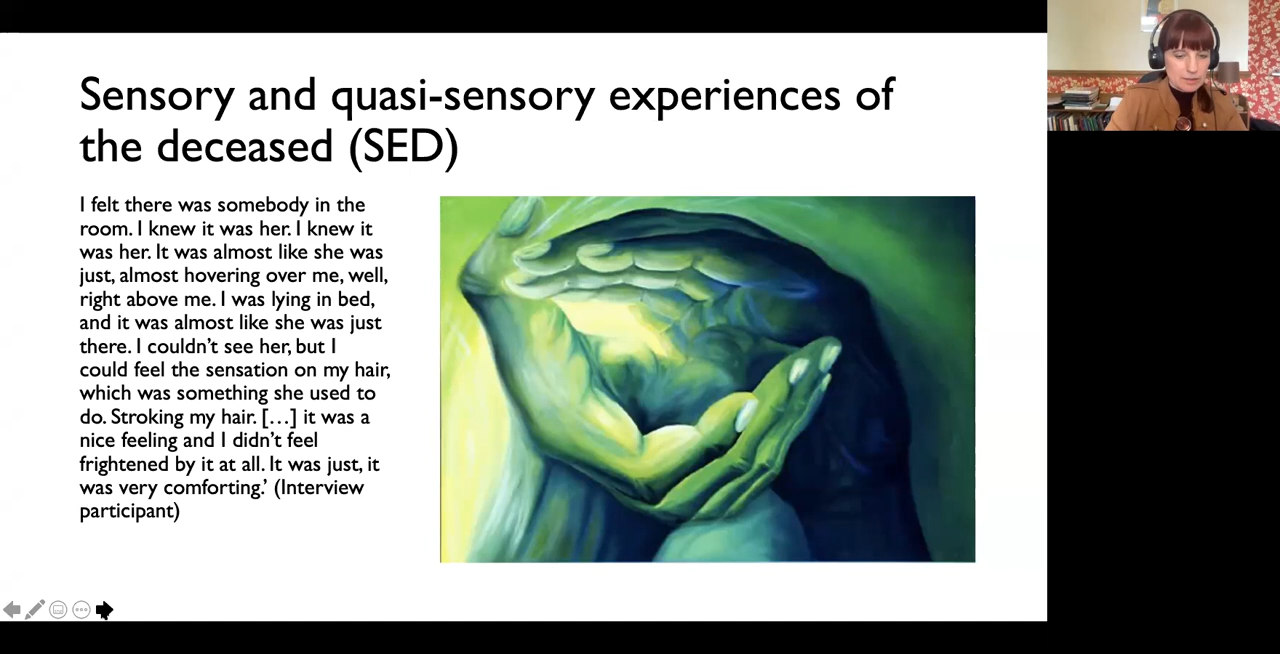 Sensory and quasi-sensory experiences of
the deceased (SED)
I felt there was somebody in the
room. I knew it was her. I knew it
was her. It was almost like she was
just, almost hovering over me, well,
right above me. I was lying in bed,
and it was almost like she was just
there. I couldn’t see her, but I
could feel the sensation on my hair,
which was something she used to
do. Stroking my hair. […] it was a
nice feeling and I didn’t feel
frightened by it at all. It was just, it
was very comforting.’ (Interview
participant)